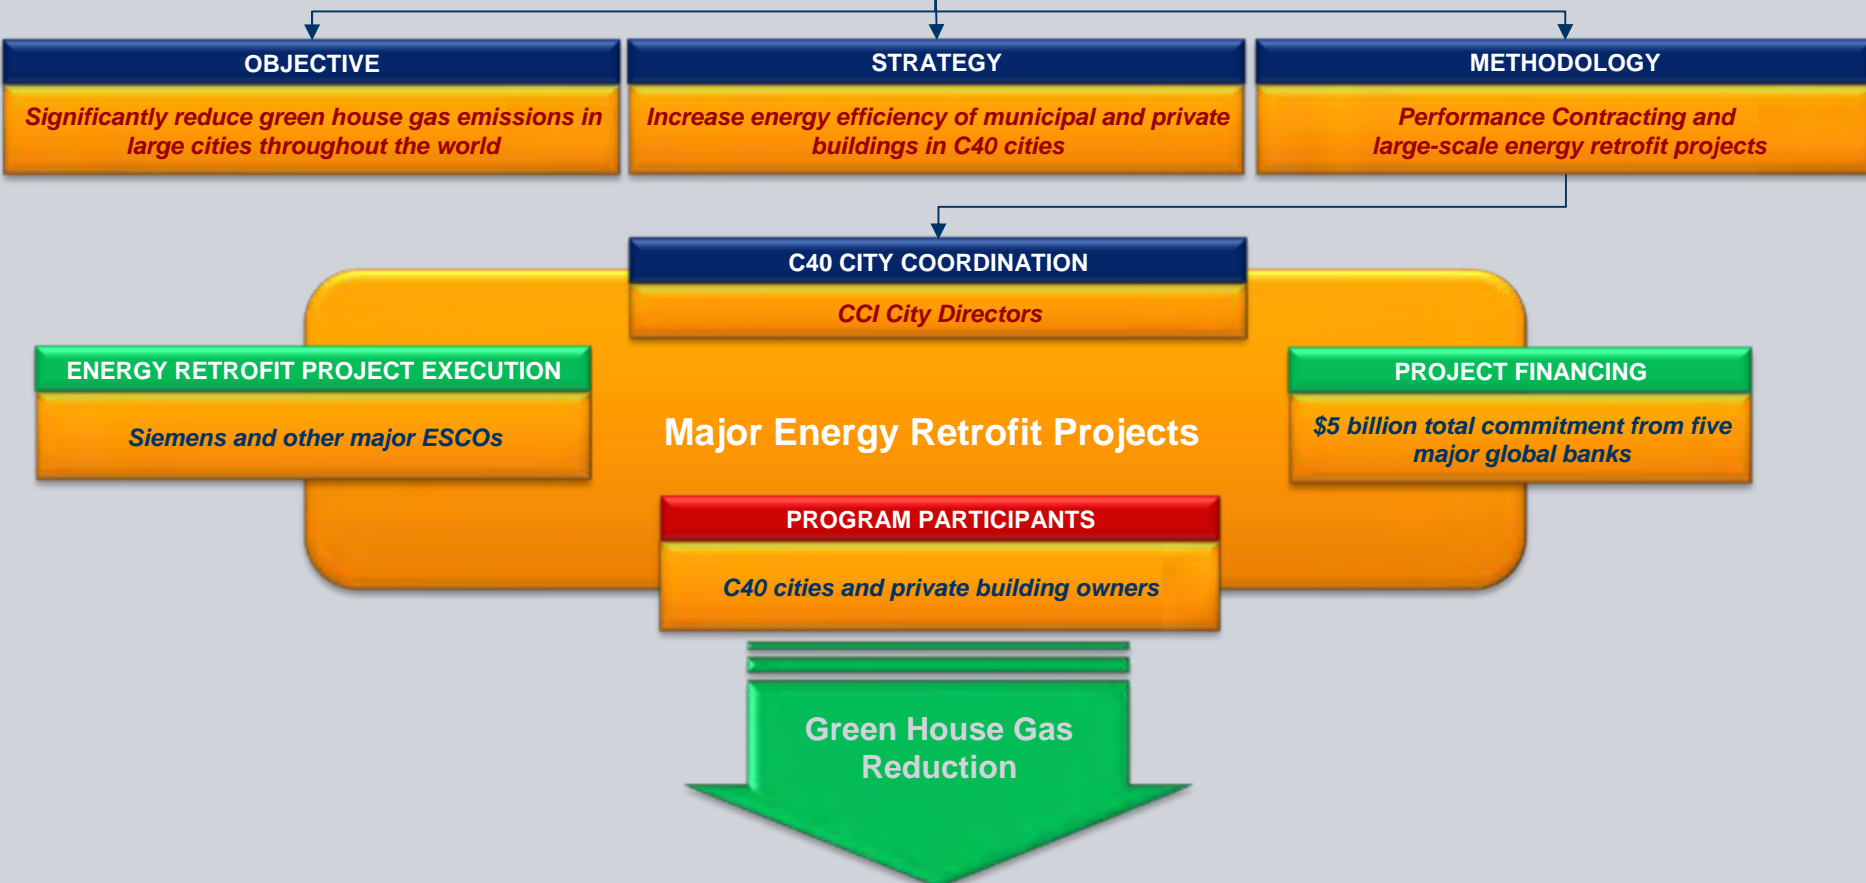 OBJECTIVE
Significantly reduce green house gas emissions in
large cities throughout the world
STRATEGY
Increase energy efficiency of municipal and private
buildings in C40 cities
METHODOLOGY
Performance Contracting and
large-scale energy retrofit projects
C40 CITY COORDINATION
CCI City Directors
ENERGY RETROFIT PROJECT EXECUTION
Siemens and other major ESCOs
Major Energy Retrofit Projects
PROJECT FINANCING
$5 billion total commitment from five
major global banks
PROGRAM PARTICIPANTS
C40 cities and private building owners
Green House Gas
Reduction